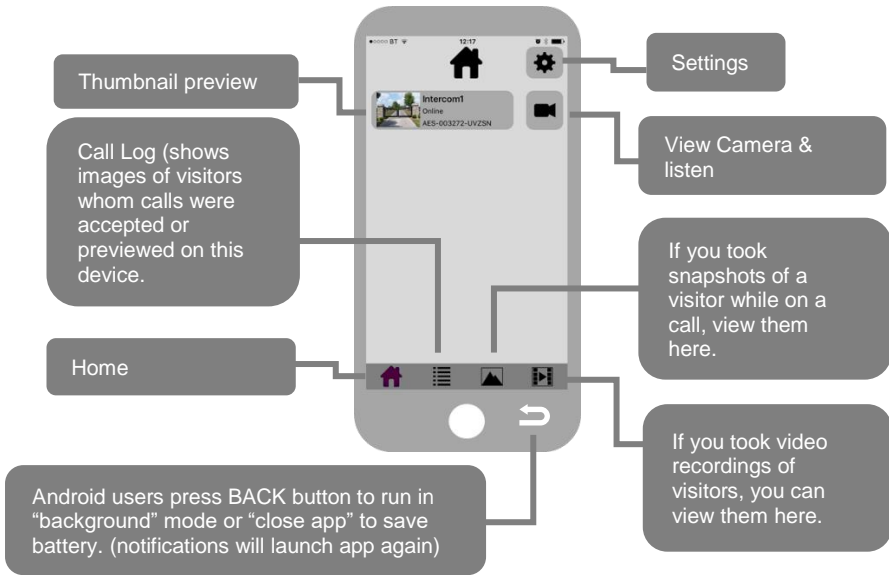 BT 12:17
Settings
Thumbnail preview
Intercom1
Online
AES-003272-UVZSN
Call Log (shows
images of visitors
whom calls were
accepted or
previewed on this
device.
View Camera &
listen
If you took
snapshots of a
visitor while on a
call, view them
here.
Home
If you took video
recordings of
visitors, you can
view them here.
Android users press BACK button to run in
“background” mode or “close app” to save
battery. (notifications will launch app again)